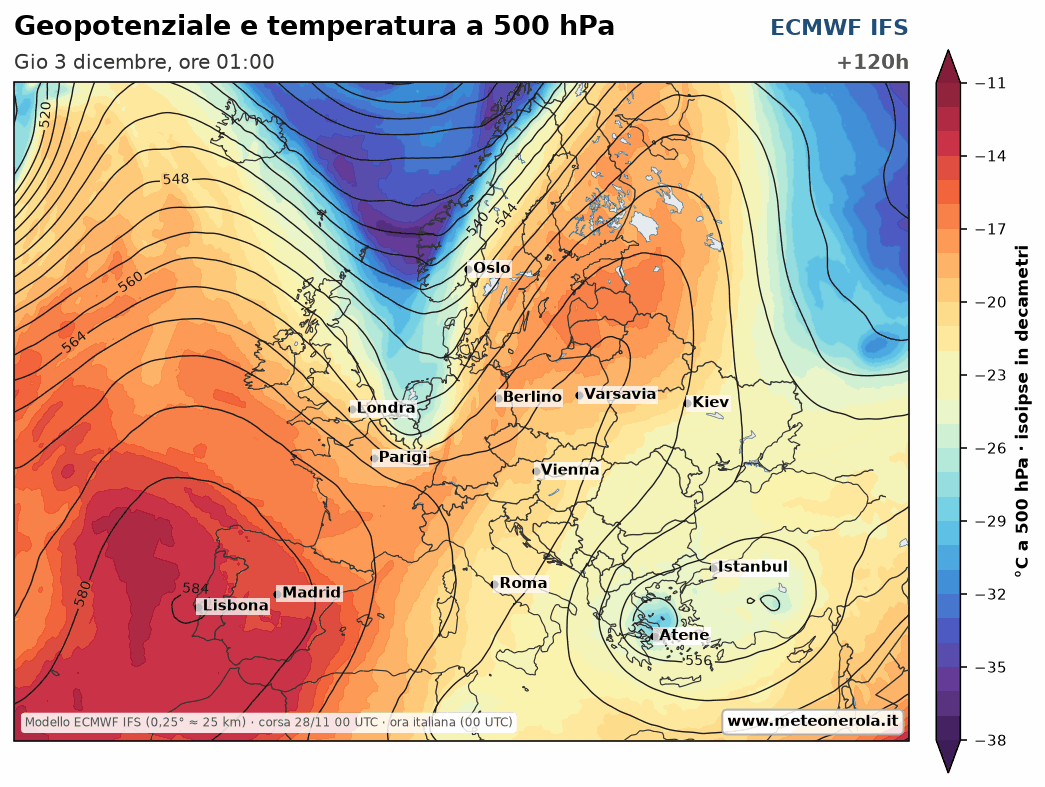 Geopotenziale e temperatura a 500 hPa
ECMWF IFS
Gio 3 dicembre, ore 01:00
+120h
520
548
540
544
560
564
580
584
556
Oslo
Londra
Berlino
Varsavia
Kiev
Parigi
Vienna
Istanbul
Roma
Madrid
Lisbona
Atene
−11
−14
−17
−20
−23
−26
−29
−32
−35
−38
°C a 500 hPa · isoipse in decametri
Modello ECMWF IFS (0,25° ≈ 25 km) · corsa 28/11 00 UTC · ora italiana (00 UTC)
www.meteonerola.it